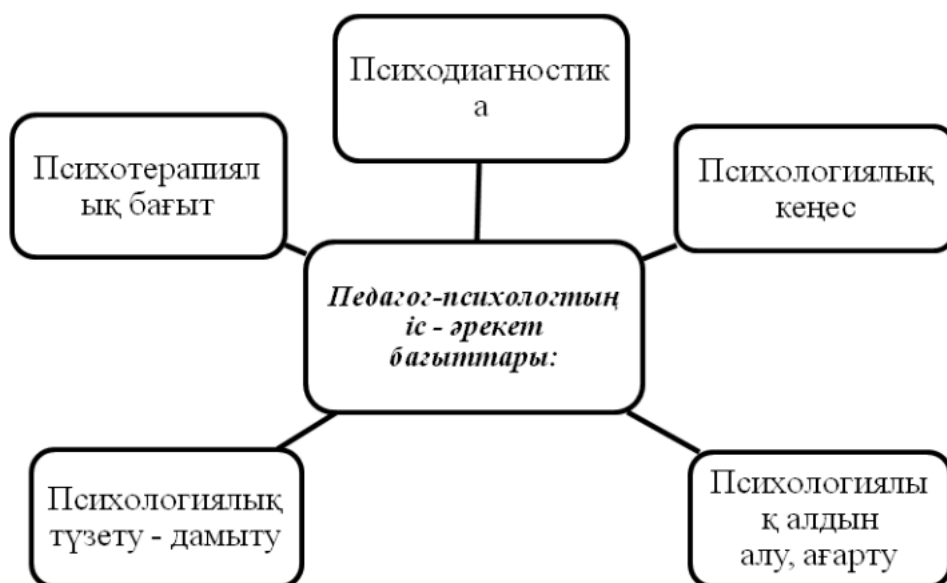 Психодиагностик
а
Психотерапиял
ық бағыт
Психологиялық
кеңес
Педагог-психологтың
іс - әрекет
бағыттары:
Психологиялық
түзету - дамыту
Психологиялы
қ алдын
алу, ағарту